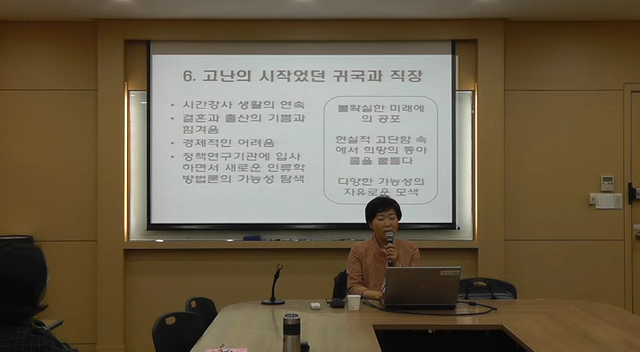 6. 고난의 시작었던 귀국과 직장
• 시간강사 생활의 연속
• 결혼과 출산의 기쁨과
힘겨움
• 경제적인 어려움
• 정책연구기관에 입사
하면서 새로운 인류학
방법론의 가능성 탐색
불확실한 미래에
의 공포
현실적 고단함 속
에서 희망의 동아
줄을 붙들다
다양한 가능성의
자유로운 모색